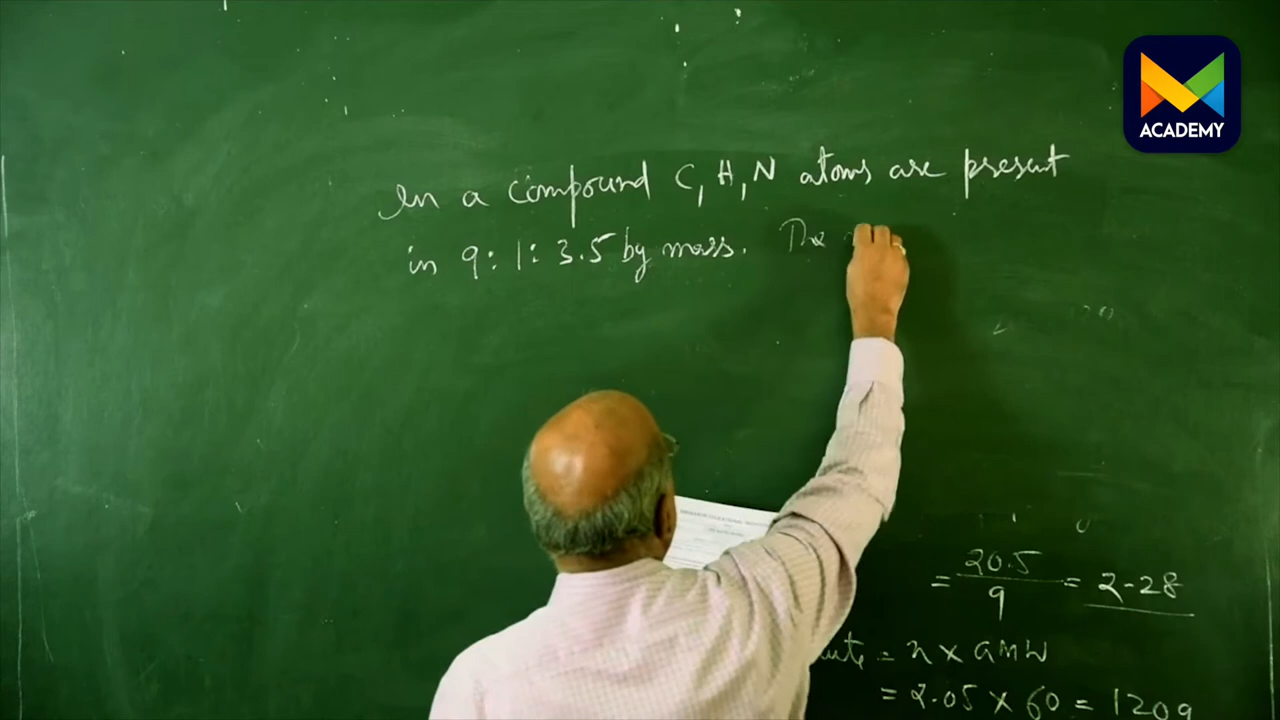 ACADEMY
In a compound C, H, N atoms are present
in 9:1:3.5 by mass. The
= 20.5 / 9 = 2.28
= n x GMW
= 2.05 x 60 = 120g